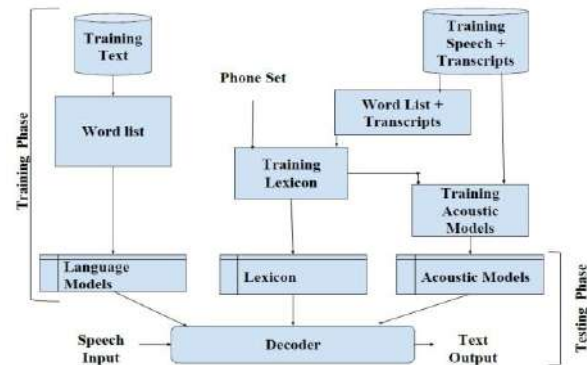 Training
Text
Training
Speech +
Transcripts
Phone Set
Word list
Word List +
Transcripts
Training Phase
Training
Lexicon
Training
Acoustic
Models
Language
Models
Lexicon
Acoustic Models
Testing Phase
Speech
Input
Decoder
Text
Output